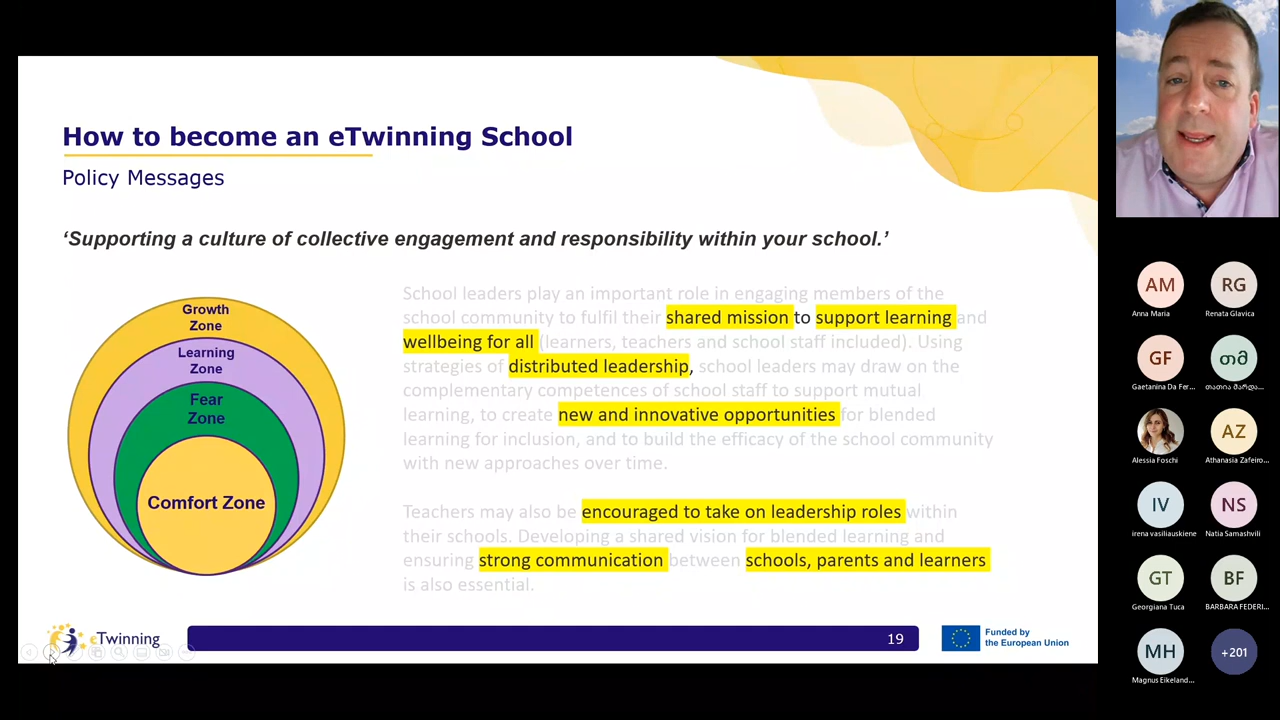 How to become an eTwinning School
Policy Messages
‘Supporting a culture of collective engagement and responsibility within your school.’
Growth
Zone
Learning
Zone
Fear
Zone
Comfort Zone
School leaders play an important role in engaging members of the
school community to fulfil their shared mission to support learning and
wellbeing for all (learners, teachers and school staff included). Using
strategies of distributed leadership, school leaders may draw on the
complementary competences of school staff to support mutual
learning, to create new and innovative opportunities for blended
learning for inclusion, and to build the efficacy of the school community
with new approaches over time.
Teachers may also be encouraged to take on leadership roles within
their schools. Developing a shared vision for blended learning and
ensuring strong communication between schools, parents and learners
is also essential.
eTwinning
19
Funded by
the European Union
AM
Anna Maria
RG
Renata Glavica
GF
Gaetanina Da Fer...
თმ
AZ
Alessia Foschi
Athanasia Zafeiro...
IV
irena vasiliauskiene
NS
Natia Samashvili
GT
Georgiana Tuca
BF
BARBARA FEDERI...
MH
Magnus Eikeland...
+201